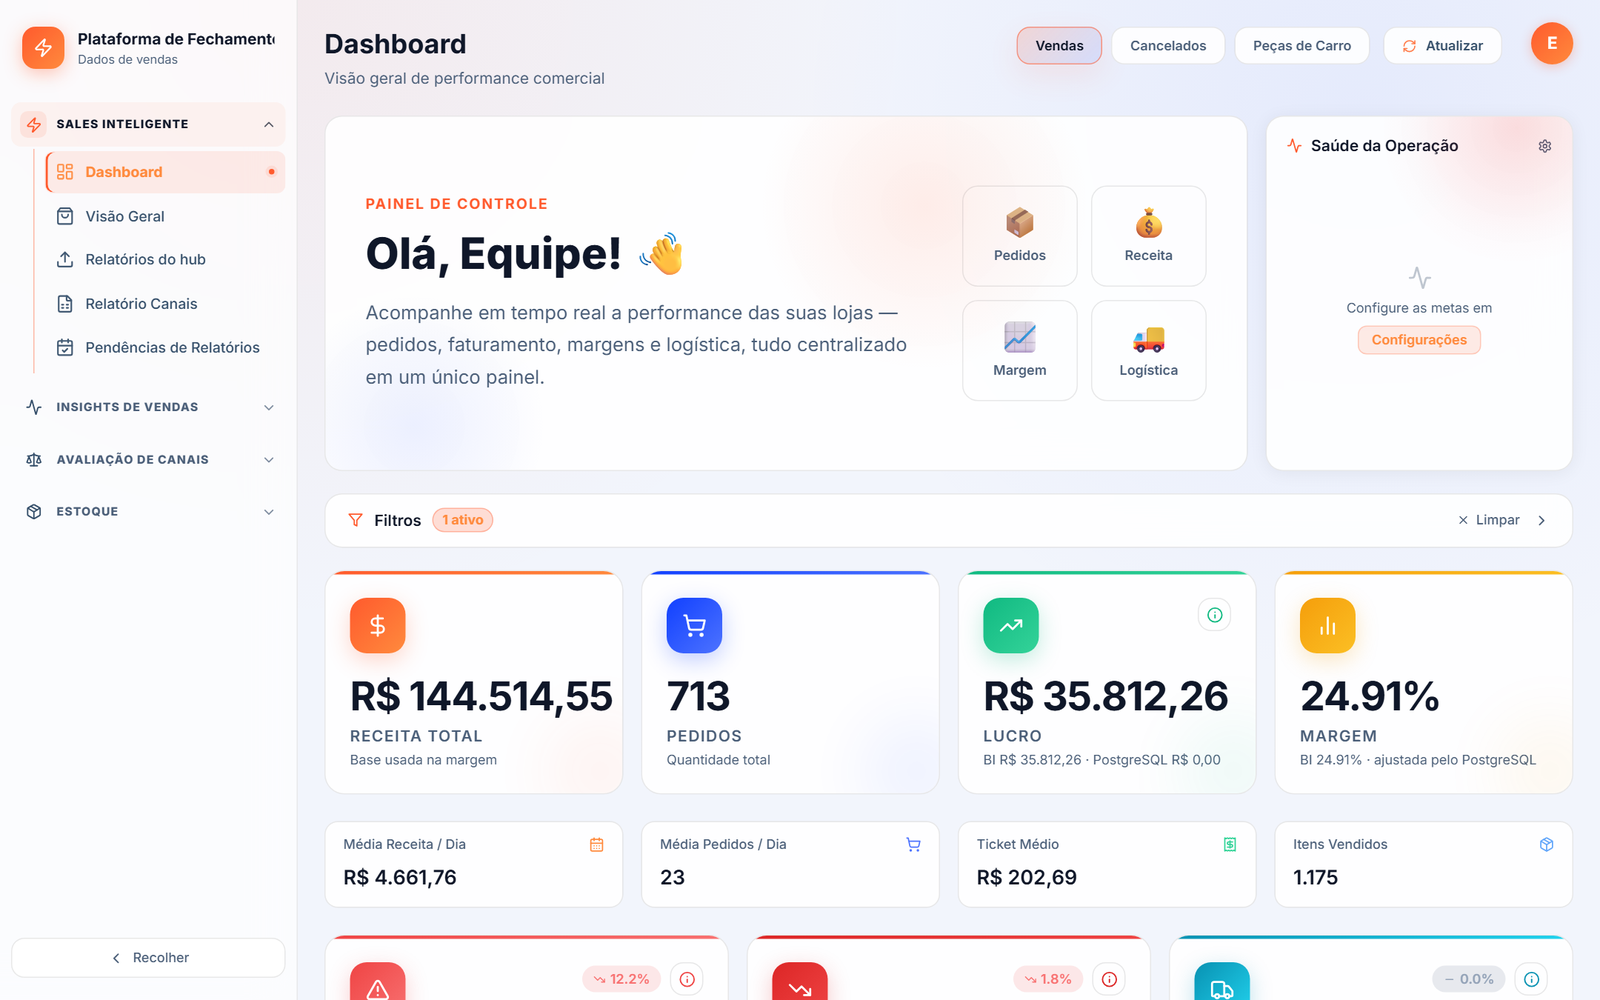 Plataforma de Fechament
Dados de vendas
SALES INTELIGENTE
Dashboard
Visão Geral
Relatórios do hub
Relatório Canais
Pendências de Relatórios
INSIGHTS DE VENDAS
AVALIAÇÃO DE CANAIS
ESTOQUE
Recolher
Dashboard
Visão geral de performance comercial
Vendas
Cancelados
Peças de Carro
Atualizar
E
PAINEL DE CONTROLE
Olá, Equipe!
Acompanhe em tempo real a performance das suas lojas —
pedidos, faturamento, margens e logística, tudo centralizado
em um único painel.
Pedidos
Receita
Margem
Logística
Saúde da Operação
Configure as metas em
Configurações
Filtros
1 ativo
Limpar
R$ 144.514,55
RECEITA TOTAL
Base usada na margem
713
PEDIDOS
Quantidade total
R$ 35.812,26
LUCRO
BI R$ 35.812,26 · PostgreSQL R$ 0,00
24.91%
MARGEM
BI 24.91% · ajustada pelo PostgreSQL
Média Receita / Dia
R$ 4.661,76
Média Pedidos / Dia
23
Ticket Médio
R$ 202,69
Itens Vendidos
1.175
12.2%
1.8%
0.0%